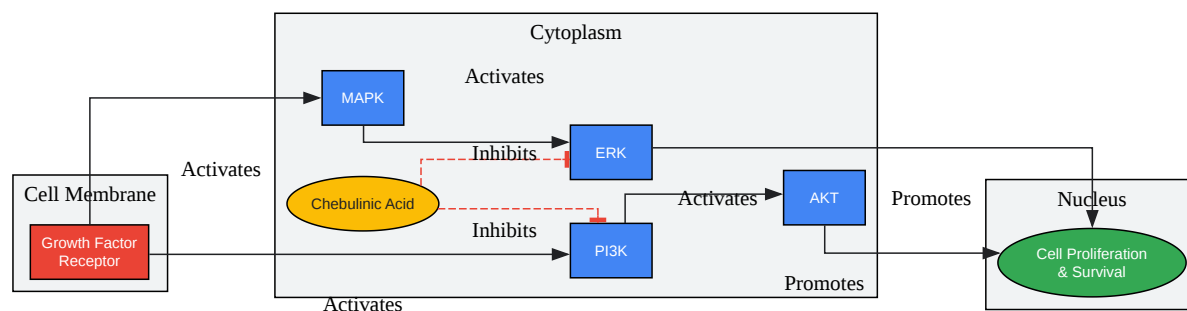 Cytoplasm
Activates
MAPK
Inhibits
ERK
Activates
Cell Membrane
Chebulinic Acid
Activates
AKT
Promotes
Nucleus
Growth Factor
Receptor
Inhibits
PI3K
Cell Proliferation
& Survival
Promotes
Activates